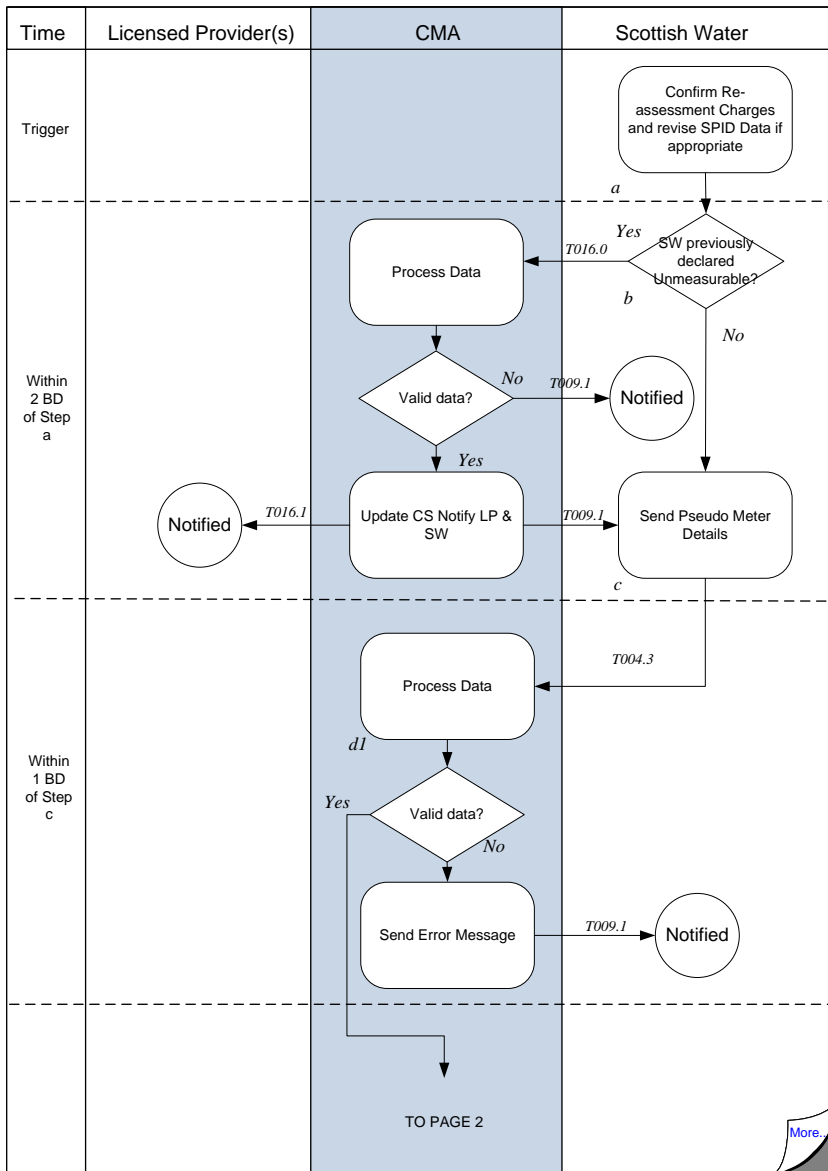 Time
Licensed Provider(s)
CMA
Scottish Water
Trigger
Confirm Re-
assessment Charges
and revise SPID Data if
appropriate
a
Yes
SW previously
declared
Unmeasurable?
T016.0
b
Process Data
No
Within
2 BD
of Step
a
Valid data?
No
T009.1
Notified
Yes
Notified
T016.1
Update CS Notify LP &
SW
T009.1
Send Pseudo Meter
Details
c
T004.3
Process Data
d1
Within
1 BD
of Step
c
Yes
Valid data?
No
Send Error Message
T009.1
Notified
TO PAGE 2
More..